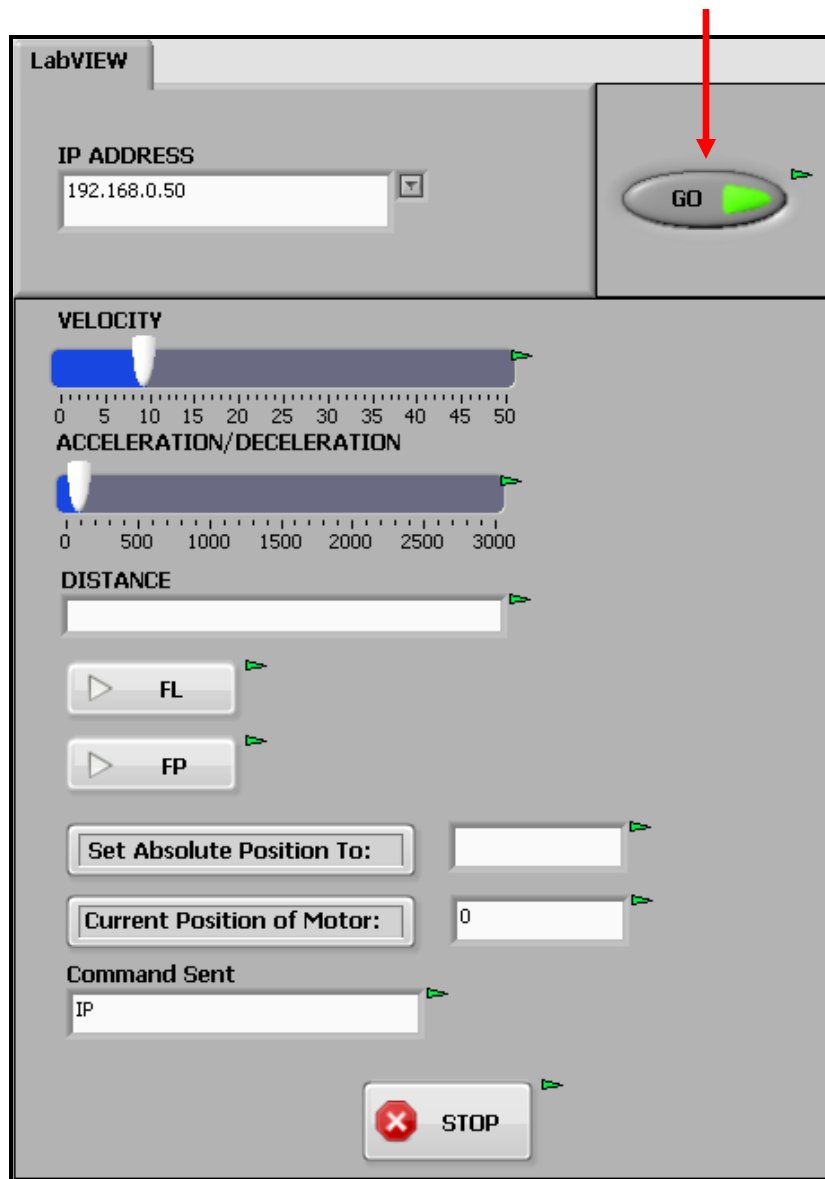 LabVIEW
IP ADDRESS
192.168.0.50
GO
VELOCITY
0 5 10 15 20 25 30 35 40 45 50
ACCELERATION/DECELERATION
0 500 1000 1500 2000 2500 3000
DISTANCE
FL
FP
Set Absolute Position To:
Current Position of Motor: 0
Command Sent
IP
STOP